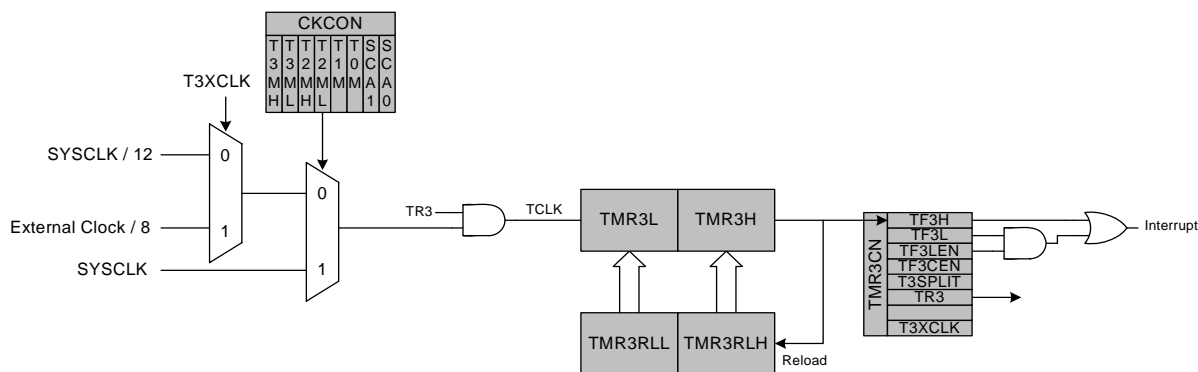 CKCON
T3MH
T3ML
T2MH
T2ML
T1M
T0M
SCA1
SCA0
T3XCLK
SYSCLK / 12
0
External Clock / 8
1
SYSCLK
0
1
TR3
TCLK
TMR3L
TMR3H
TMR3RLL
TMR3RLH
Reload
TMR3CN
TF3H
TF3L
TF3LEN
TF3CEN
T3SPLIT
TR3
T3XCLK
Interrupt